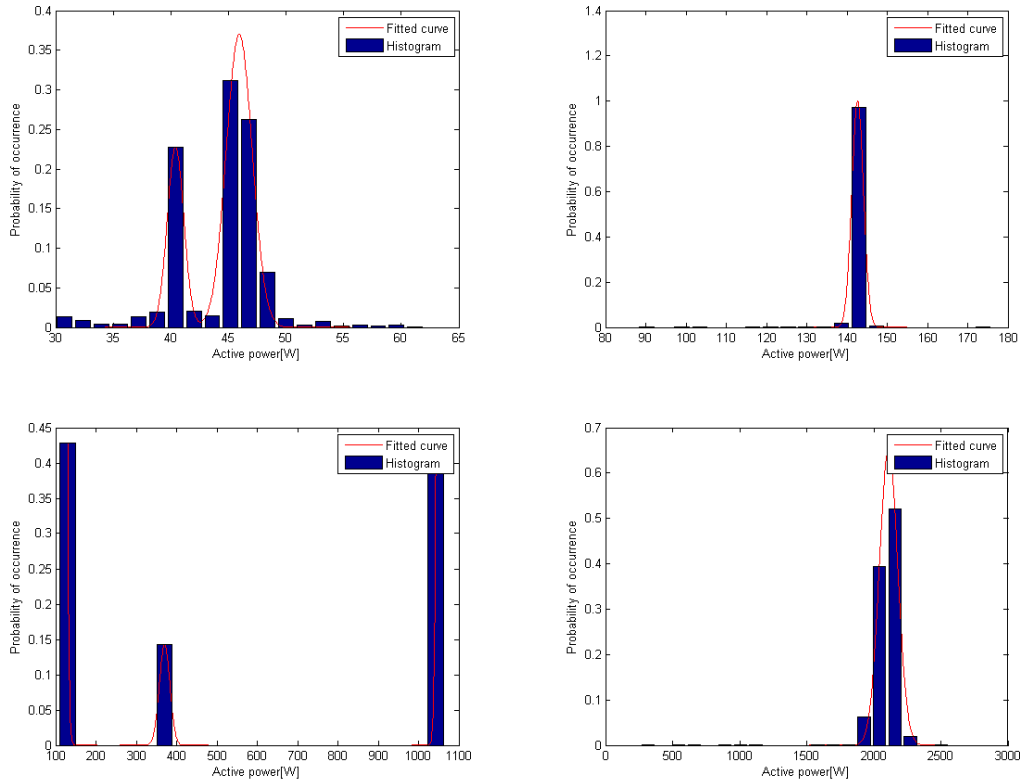 0.4
0.35
0.3
0.25
0.2
0.15
0.1
0.05
0
Probability of occurrence
Fitted curve
Histogram
30 35 40 45 50 55 60 65
Active power[W]
1.4
1.2
1
0.8
0.6
0.4
0.2
0
Probability of occurrence
Fitted curve
Histogram
80 90 100 110 120 130 140 150 160 170 180
Active power[W]
0.45
0.4
0.35
0.3
0.25
0.2
0.15
0.1
0.05
0
Probability of occurrence
Fitted curve
Histogram
100 200 300 400 500 600 700 800 900 1000 1100
Active power[W]
0.7
0.6
0.5
0.4
0.3
0.2
0.1
0
Probability of occurrence
Fitted curve
Histogram
0 500 1000 1500 2000 2500 3000
Active power[W]